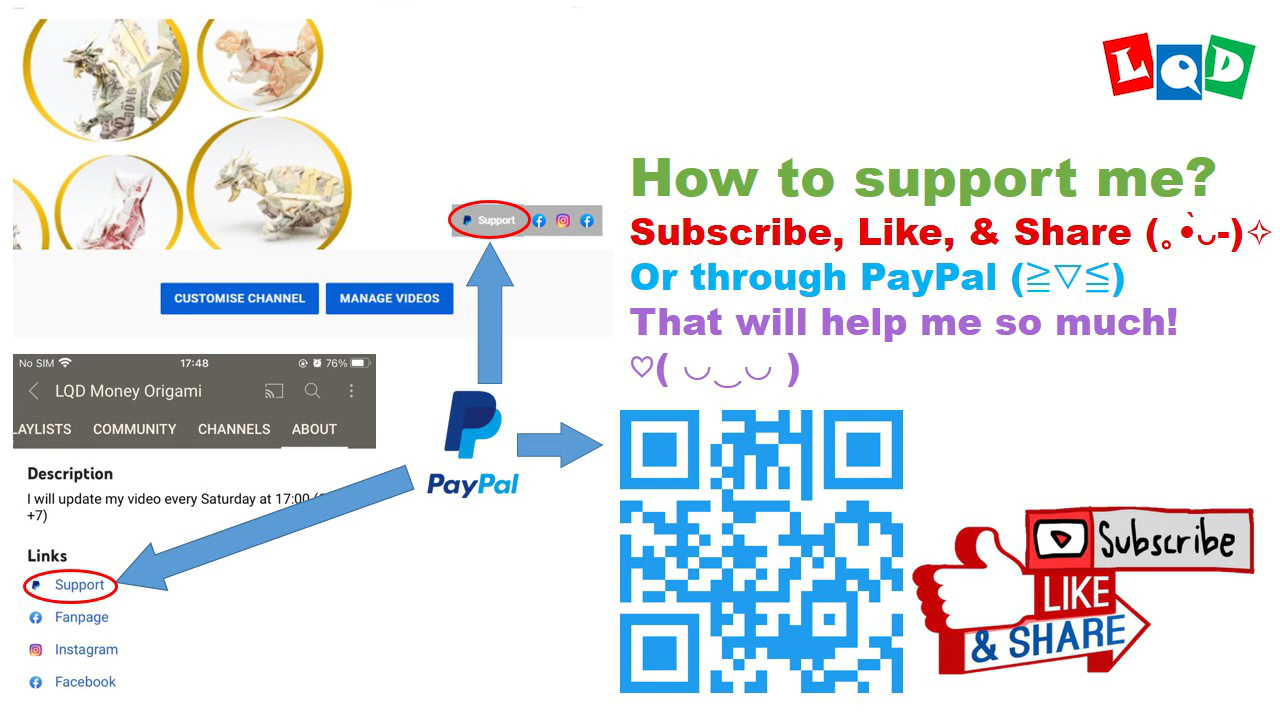 LQD
How to support me?
Subscribe, Like, & Share (｡•̀ᴗ-)✧
Or through PayPal (≧▽≦)
That will help me so much!
♡( ◡‿◡ )
Support
CUSTOMISE CHANNEL
MANAGE VIDEOS
No SIM 17:48 76%
LQD Money Origami
LAYLISTS COMMUNITY CHANNELS ABOUT
Description
I will update my video every Saturday at 17:00
+7)
Links
Support
Fanpage
Instagram
Facebook
PayPal
Subscribe
LIKE
& SHARE